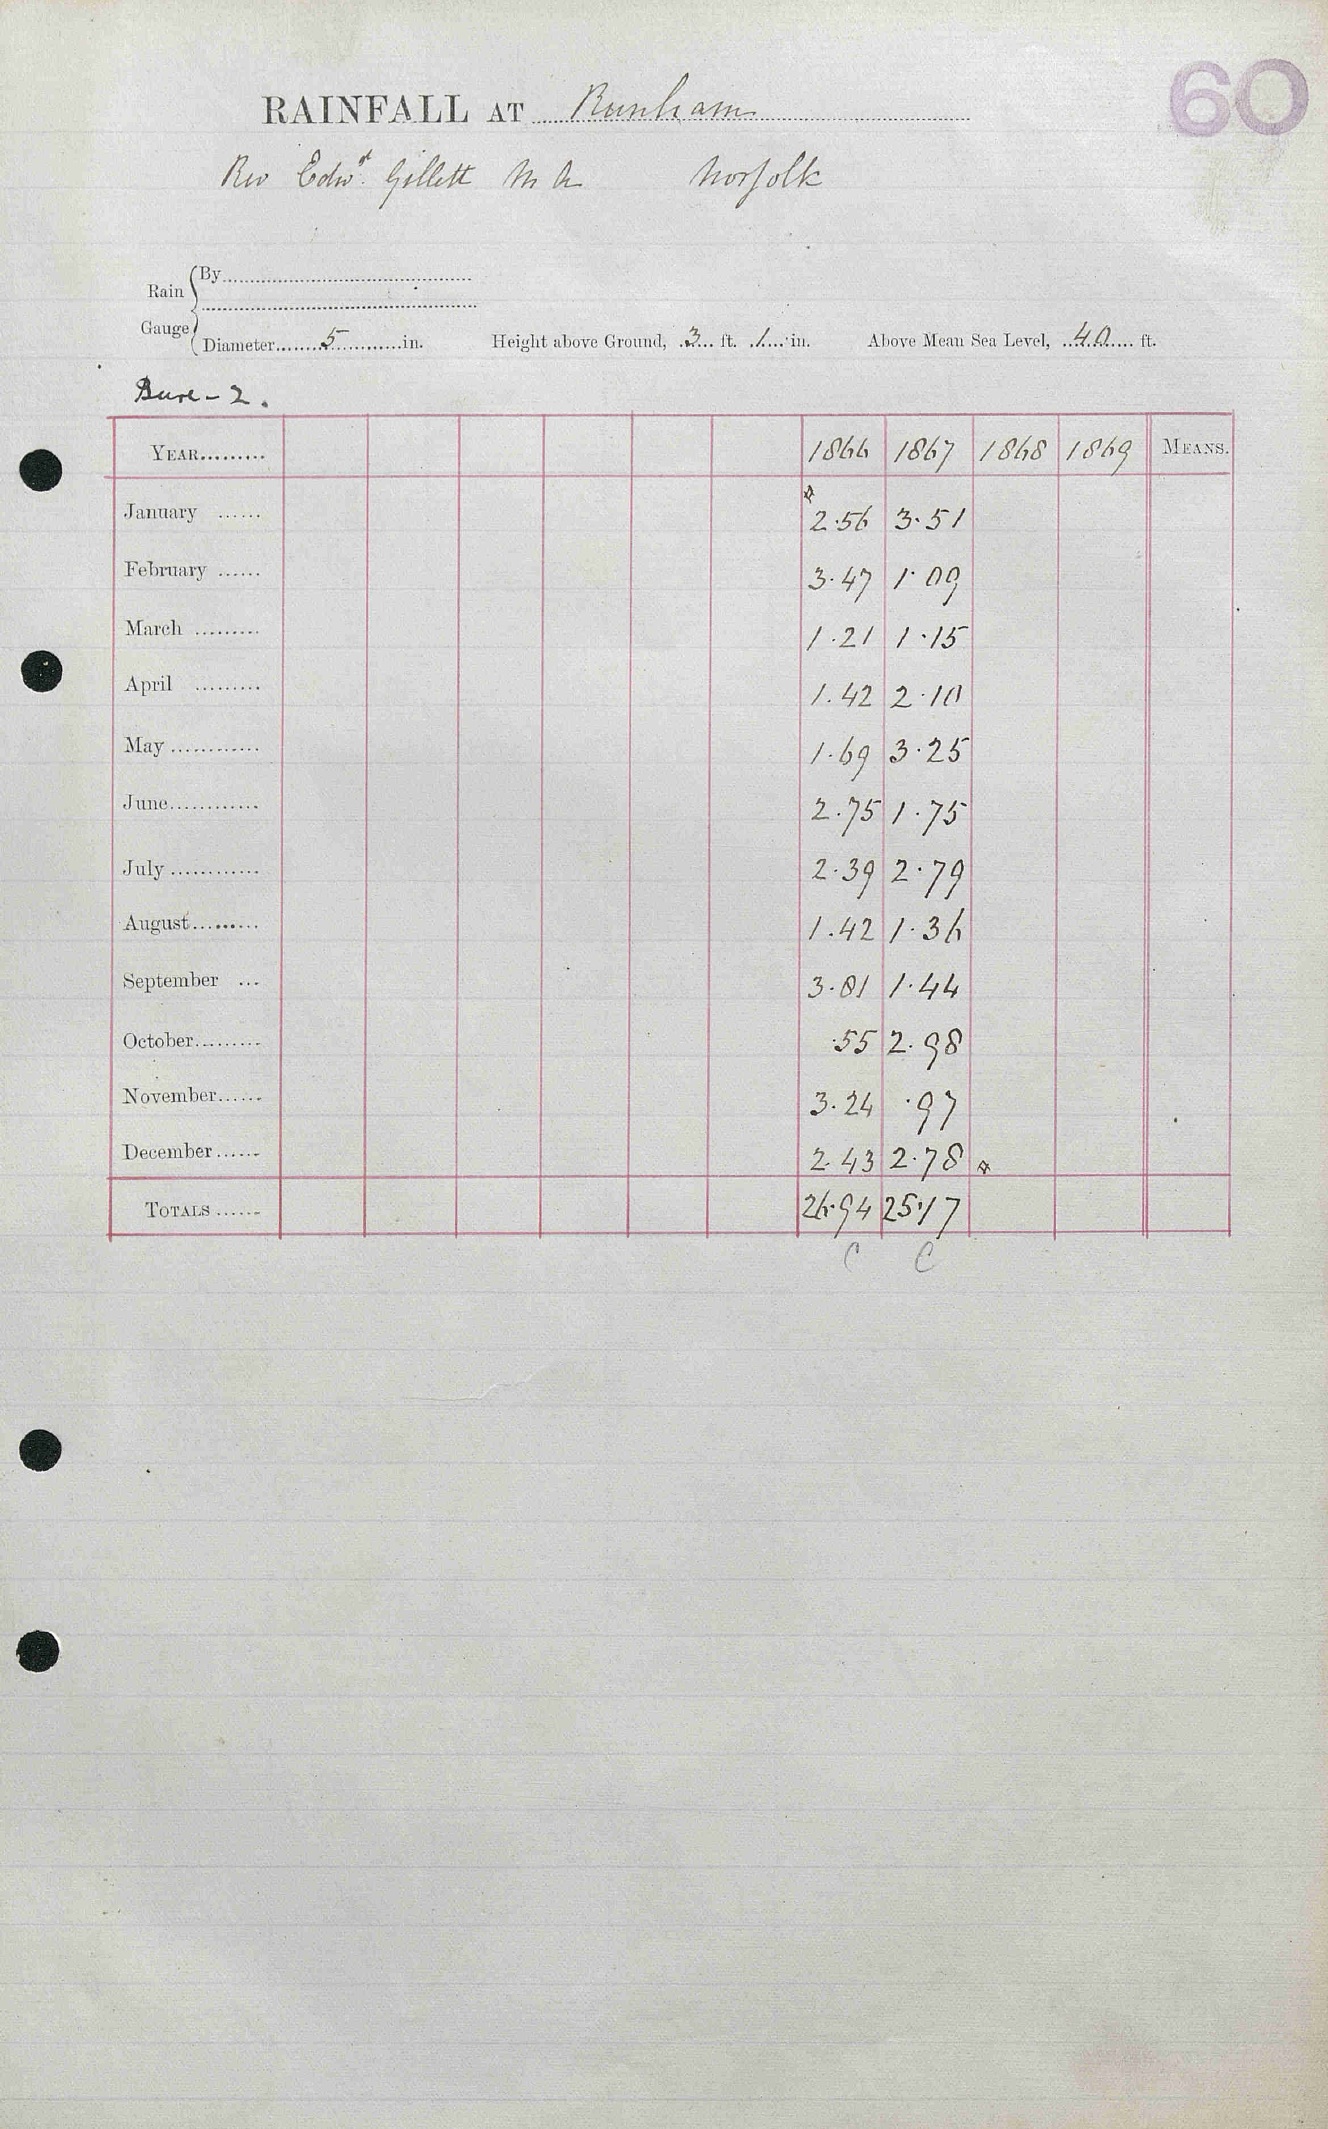 60
RAINFALL AT Runham
Rev Edwd. Gillett M A Norfolk
Rain Gauge
By
Diameter 5 in. Height above Ground, 3 ft. 1 in. Above Mean Sea Level, 40 ft.
Bure - 2.
YEAR 1866 1867 1868 1869 MEANS.
January 2.56 3.51
February 3.47 1.09
March 1.21 1.15
April 1.42 2.10
May 1.69 3.25
June 2.75 1.75
July 2.39 2.79
August 1.42 1.36
September 3.81 1.44
October .55 2.98
November 3.24 .97
December 2.43 2.78
TOTALS 26.94 25.17
C C